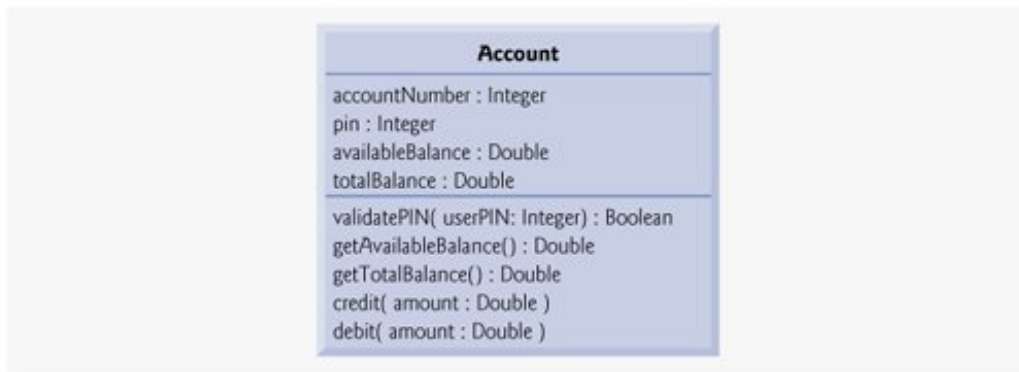 Account
accountNumber : Integer
pin : Integer
availableBalance : Double
totalBalance : Double
validatePIN( userPIN: Integer) : Boolean
getAvailableBalance() : Double
getTotalBalance() : Double
credit( amount : Double )
debit( amount : Double )